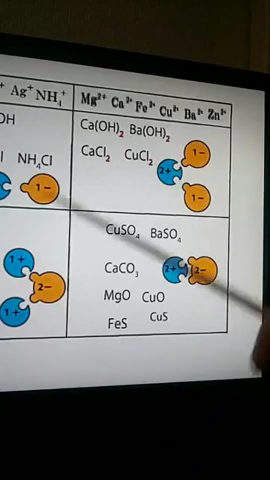 Ag⁺ NH₄⁺
Mg²⁺ Ca²⁺ Fe²⁺ Cu²⁺ Ba²⁺ Zn²⁺
OH
Ca(OH)₂ Ba(OH)₂
NH₄Cl
CaCl₂ CuCl₂
1−
2+
1−
1−
CuSO₄ BaSO₄
1+
2−
1+
CaCO₃
2+
2−
MgO CuO
FeS
CuS